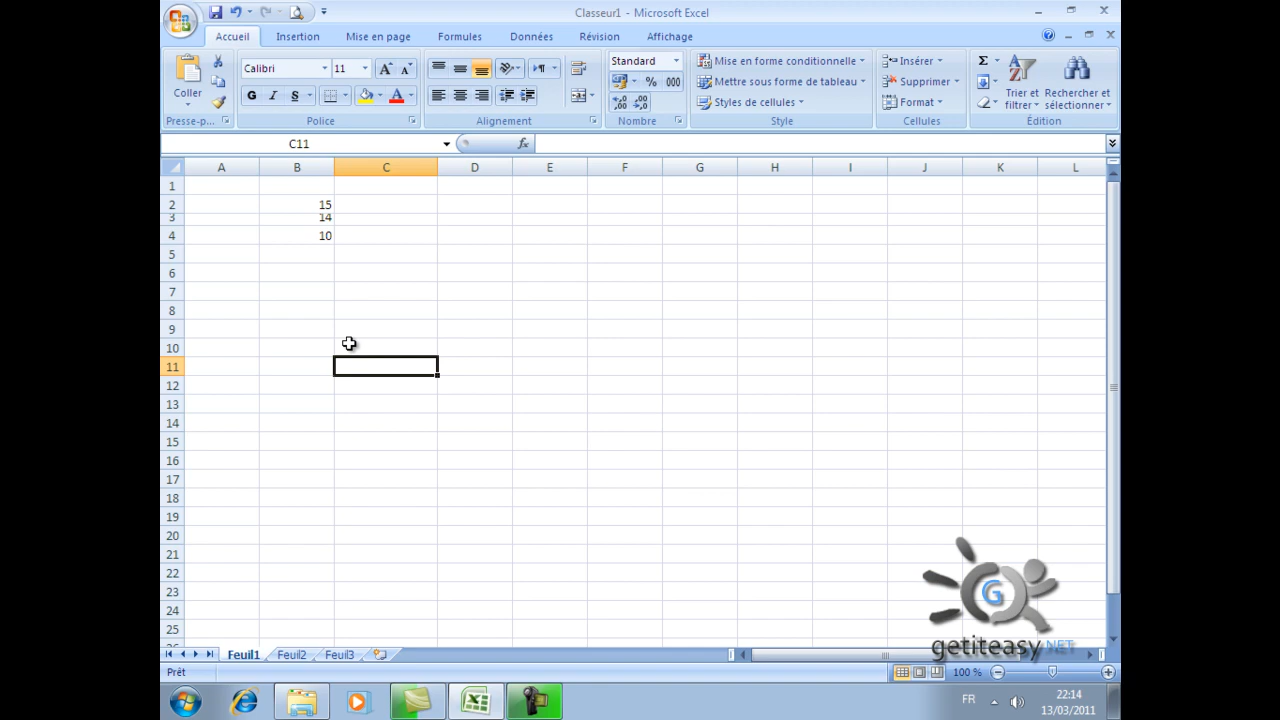 Classeur1 - Microsoft Excel
Accueil Insertion Mise en page Formules Données Révision Affichage
Coller
Presse-p...
Calibri 11
G I S
Police
Alignement
Standard
% 000
Nombre
Mise en forme conditionnelle
Mettre sous forme de tableau
Styles de cellules
Style
Insérer
Supprimer
Format
Cellules
Σ
Trier et filtrer
Rechercher et sélectionner
Édition
C11 fx
A B C D E F G H I J K L
1
2 15
3 14
4 10
5
6
7
8
9
10
11
12
13
14
15
16
17
18
19
20
21
22
23
24
25
G
getiteasy.NET
Feuil1 Feuil2 Feuil3
Prêt 100 %
FR 22:14
13/03/2011